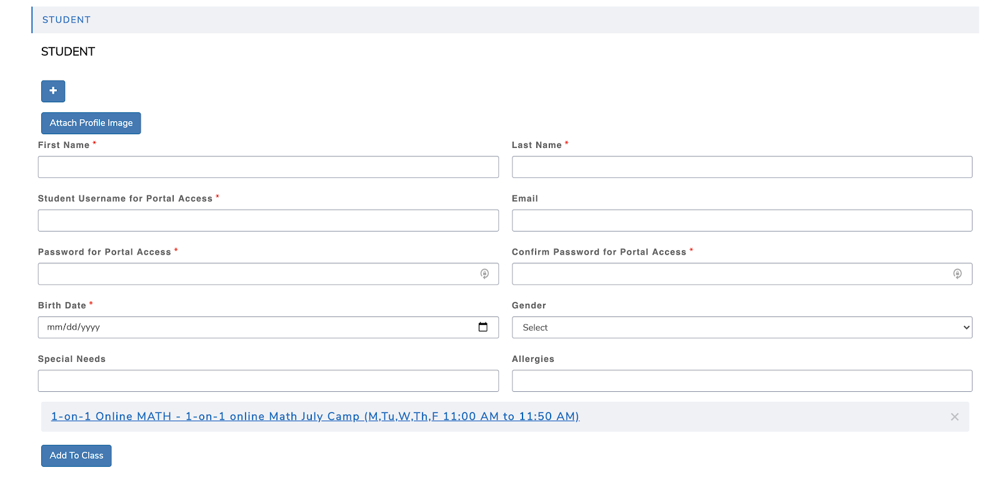 STUDENT
STUDENT
+
Attach Profile Image
First Name *
Last Name *
Student Username for Portal Access *
Email
Password for Portal Access *
Confirm Password for Portal Access *
Birth Date *
Gender
mm/dd/yyyy
Select
Special Needs
Allergies
1-on-1 Online MATH - 1-on-1 online Math July Camp (M,Tu,W,Th,F 11:00 AM to 11:50 AM)
Add To Class